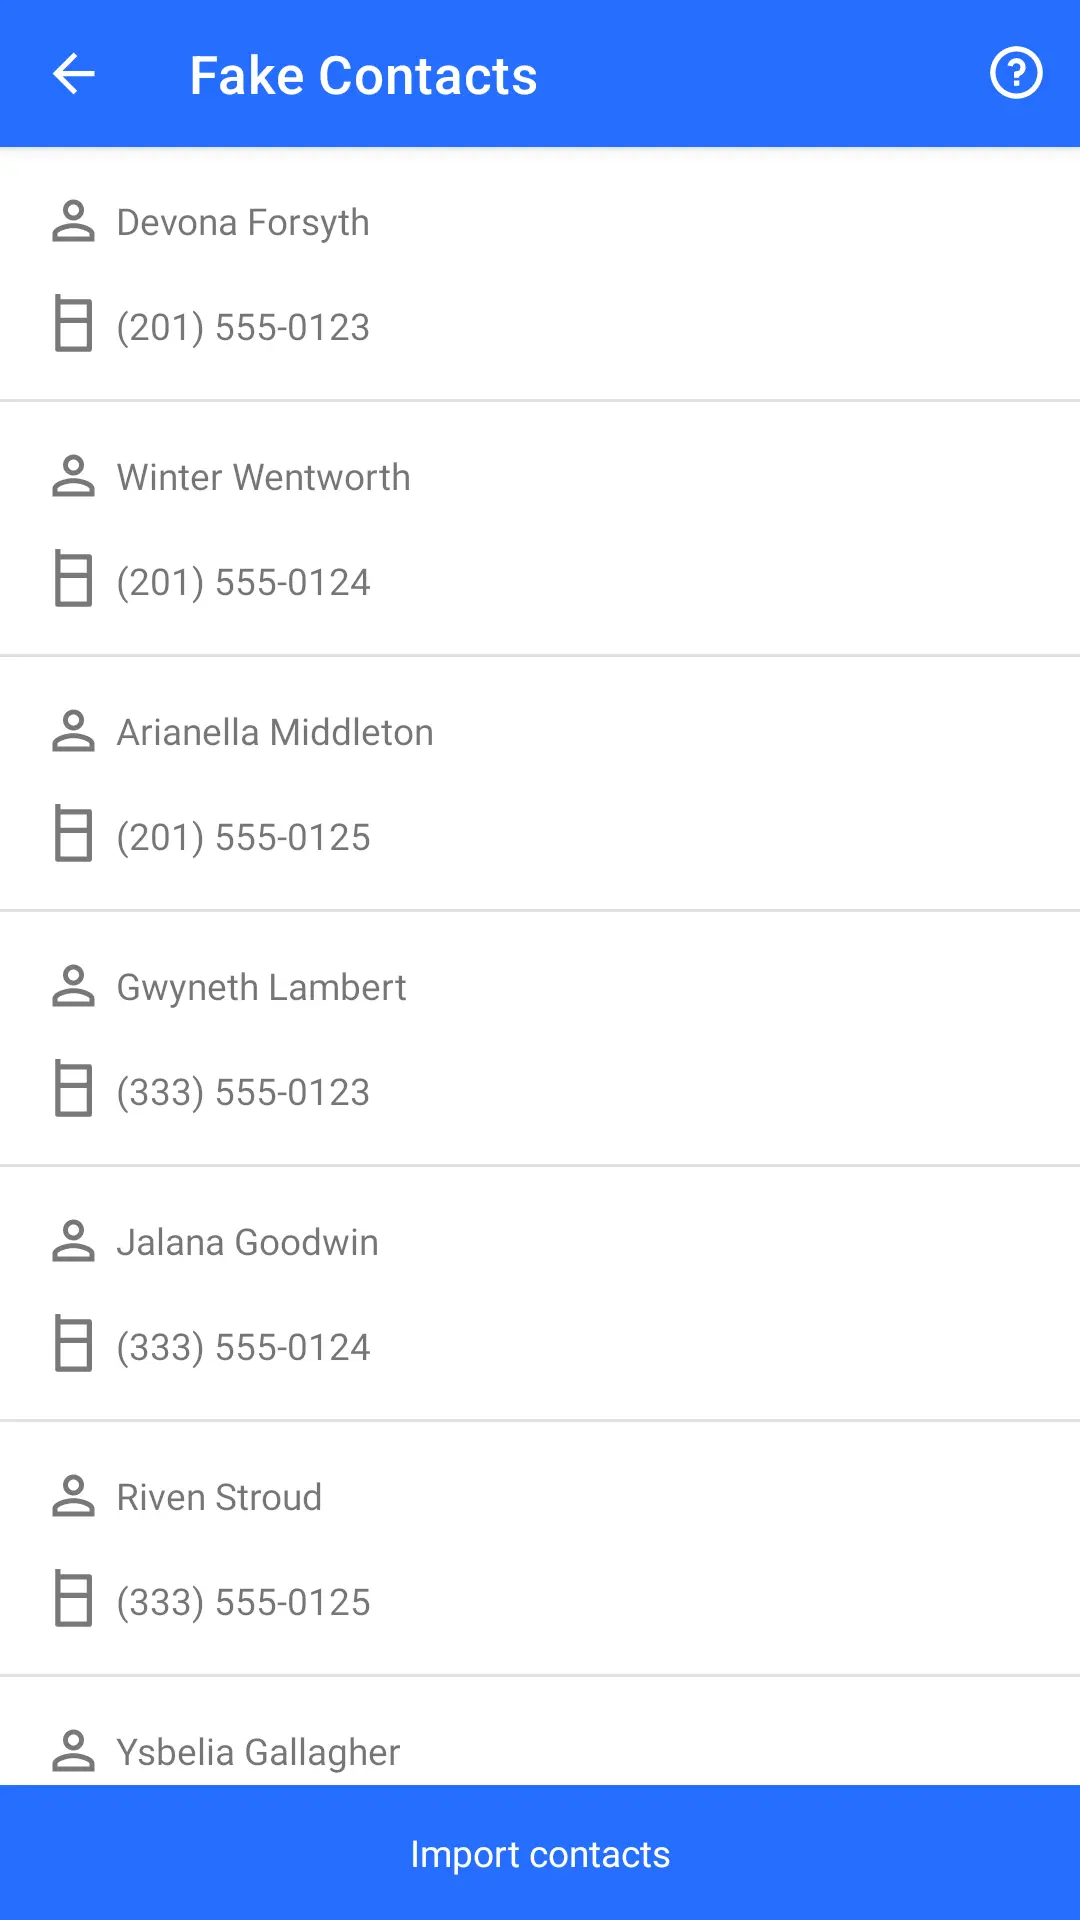 Fake Contacts
Devona Forsyth
(201) 555-0123
Winter Wentworth
(201) 555-0124
Arianella Middleton
(201) 555-0125
Gwyneth Lambert
(333) 555-0123
Jalana Goodwin
(333) 555-0124
Riven Stroud
(333) 555-0125
Ysbelia Gallagher
Import contacts